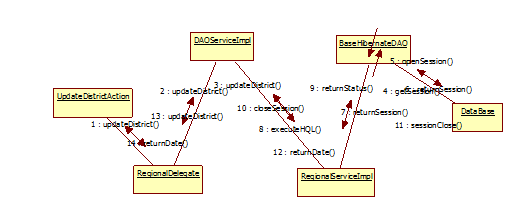 DAOServiceImpl
BaseHibernateDAO
5 : openSession()
2 : updateDistrict()
3 : updateDistrict()
9 : returnStatus()
4 : getSession()
6 : returnSession()
UpdateDistrictAction
10 : closeSession()
7 : returnSession()
DataBase
1 : updateDistrict()
13 : updateDistrict()
8 : executeHQL()
11 : sessionClose()
14 : returnDate()
12 : returnDate()
RegionalDelegate
RegionalServiceImpl